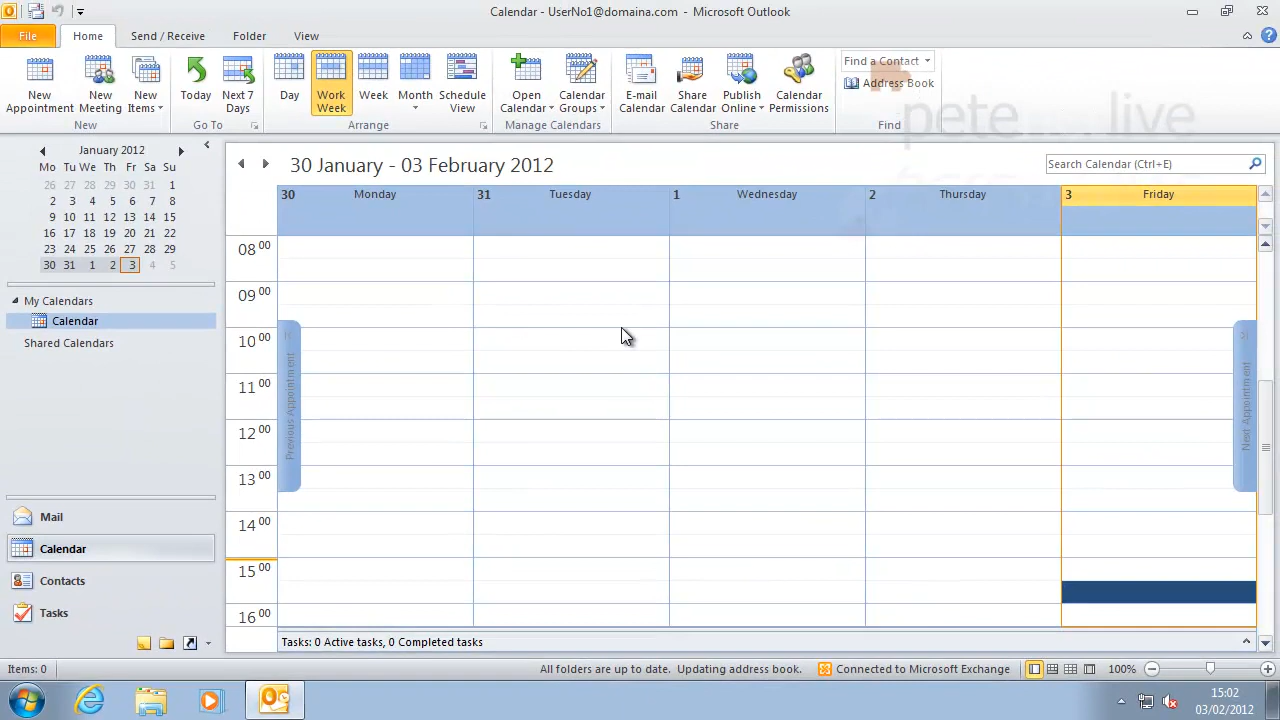 Calendar - UserNo1@domaina.com - Microsoft Outlook
File Home Send / Receive Folder View
New Appointment
New Meeting
New Items
Today
Next 7 Days
Day
Work Week
Week
Month
Schedule View
Open Calendar
Calendar Groups
E-mail Calendar
Share Calendar
Publish Online
Calendar Permissions
Find a Contact
Address Book
New Go To Arrange Manage Calendars Share Find
pete live
January 2012
Mo Tu We Th Fr Sa Su
26 27 28 29 30 31 1
2 3 4 5 6 7 8
9 10 11 12 13 14 15
16 17 18 19 20 21 22
23 24 25 26 27 28 29
30 31 1 2 3 4 5
My Calendars
Calendar
Shared Calendars
Mail
Calendar
Contacts
Tasks
30 January - 03 February 2012
Search Calendar (Ctrl+E)
30 Monday 31 Tuesday 1 Wednesday 2 Thursday 3 Friday
08 00
09 00
10 00
11 00
12 00
13 00
14 00
15 00
16 00
Previous Appointment
Next Appointment
Tasks: 0 Active tasks, 0 Completed tasks
Items: 0 All folders are up to date. Updating address book. Connected to Microsoft Exchange 100%
15:02
03/02/2012